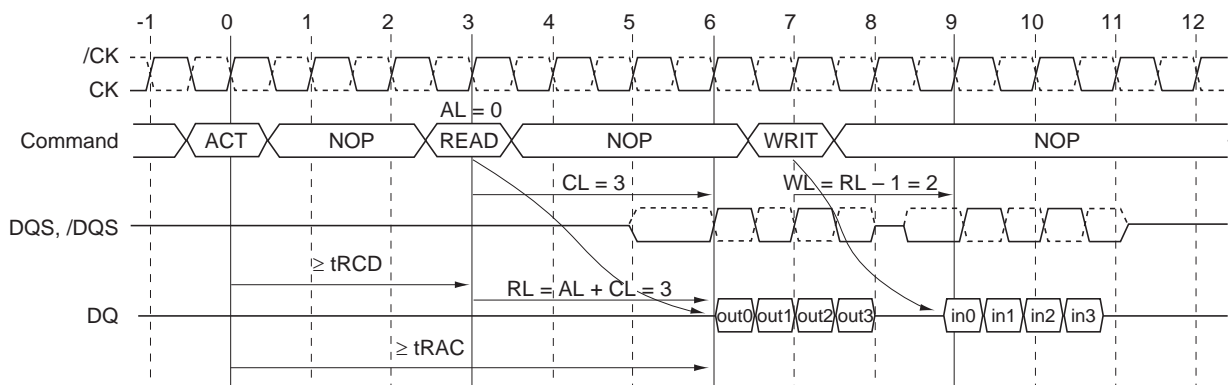 -1 0 1 2 3 4 5 6 7 8 9 10 11 12
/CK
CK
AL = 0
Command ACT NOP READ NOP WRIT NOP
CL = 3 WL = RL – 1 = 2
DQS, /DQS
≥ tRCD
RL = AL + CL = 3
DQ out0 out1 out2 out3 in0 in1 in2 in3
≥ tRAC